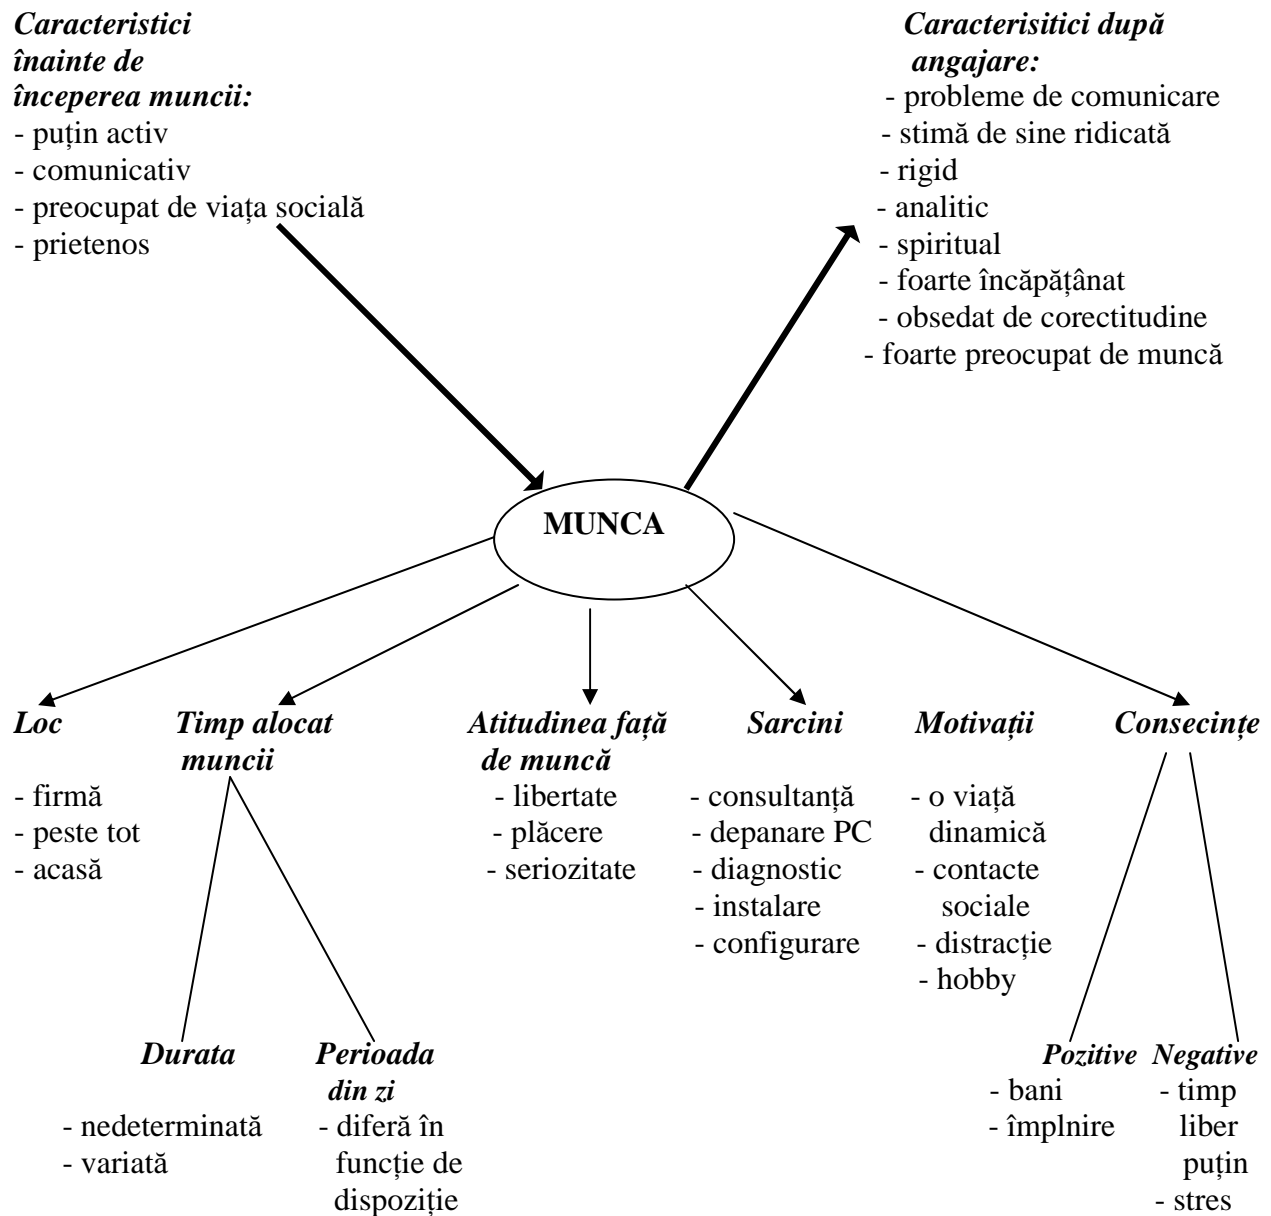 Caracteristici
înainte de
începerea muncii:
- puțin activ
- comunicativ
- preocupat de viața socială
- prietenos
Caracterisitici după
angajare:
- probleme de comunicare
- stimă de sine ridicată
- rigid
- analitic
- spiritual
- foarte încăpățânat
- obsedat de corectitudine
- foarte preocupat de muncă
MUNCA
Loc
- firmă
- peste tot
- acasă
Timp alocat
muncii
Durata
- nedeterminată
- variată
Perioada
din zi
- diferă în
funcție de
dispoziție
Atitudinea față
de muncă
- libertate
- plăcere
- seriozitate
Sarcini
- consultanță
- depanare PC
- diagnostic
- instalare
- configurare
Motivații
- o viață
dinamică
- contacte
sociale
- distracție
- hobby
Consecințe
Pozitive
- bani
- împlnire
Negative
- timp
liber
puțin
- stres